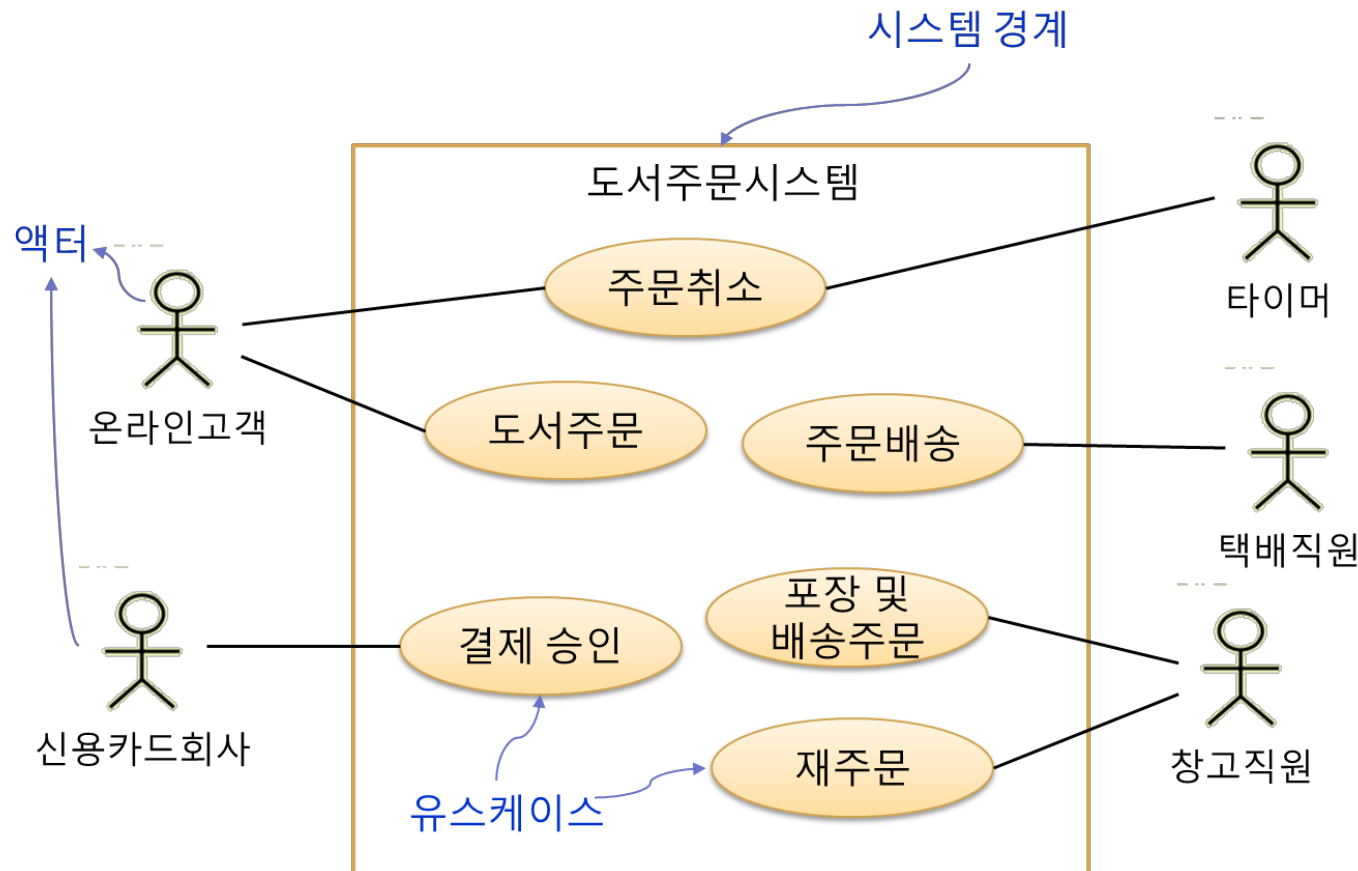 시스템 경계
도서주문시스템
액터
주문취소
타이머
온라인고객
도서주문
주문배송
택배직원
포장 및
배송주문
결제 승인
신용카드회사
재주문
창고직원
유스케이스